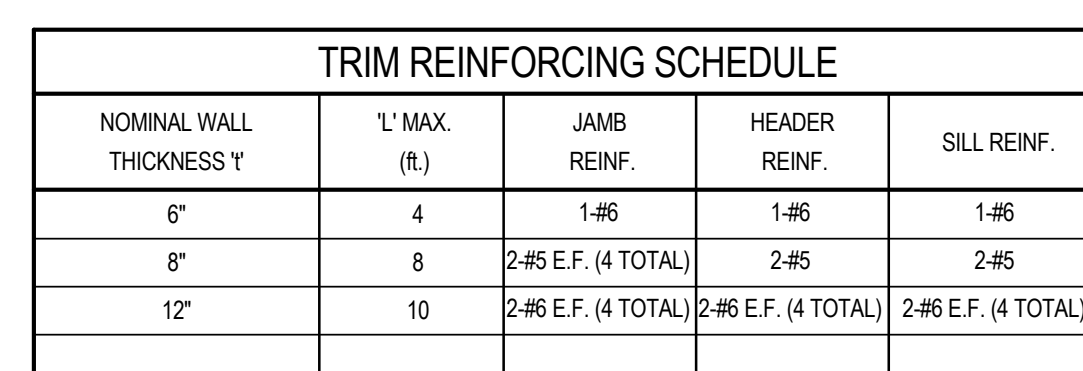 TRIM REINFORCING SCHEDULE
NOMINAL WALL THICKNESS 't' 'L' MAX. (ft.) JAMB REINF. HEADER REINF. SILL REINF.
6" 4 1-#6 1-#6 1-#6
8" 8 2-#5 E.F. (4 TOTAL) 2-#5 2-#5
12" 10 2-#6 E.F. (4 TOTAL) 2-#6 E.F. (4 TOTAL) 2-#6 E.F. (4 TOTAL)